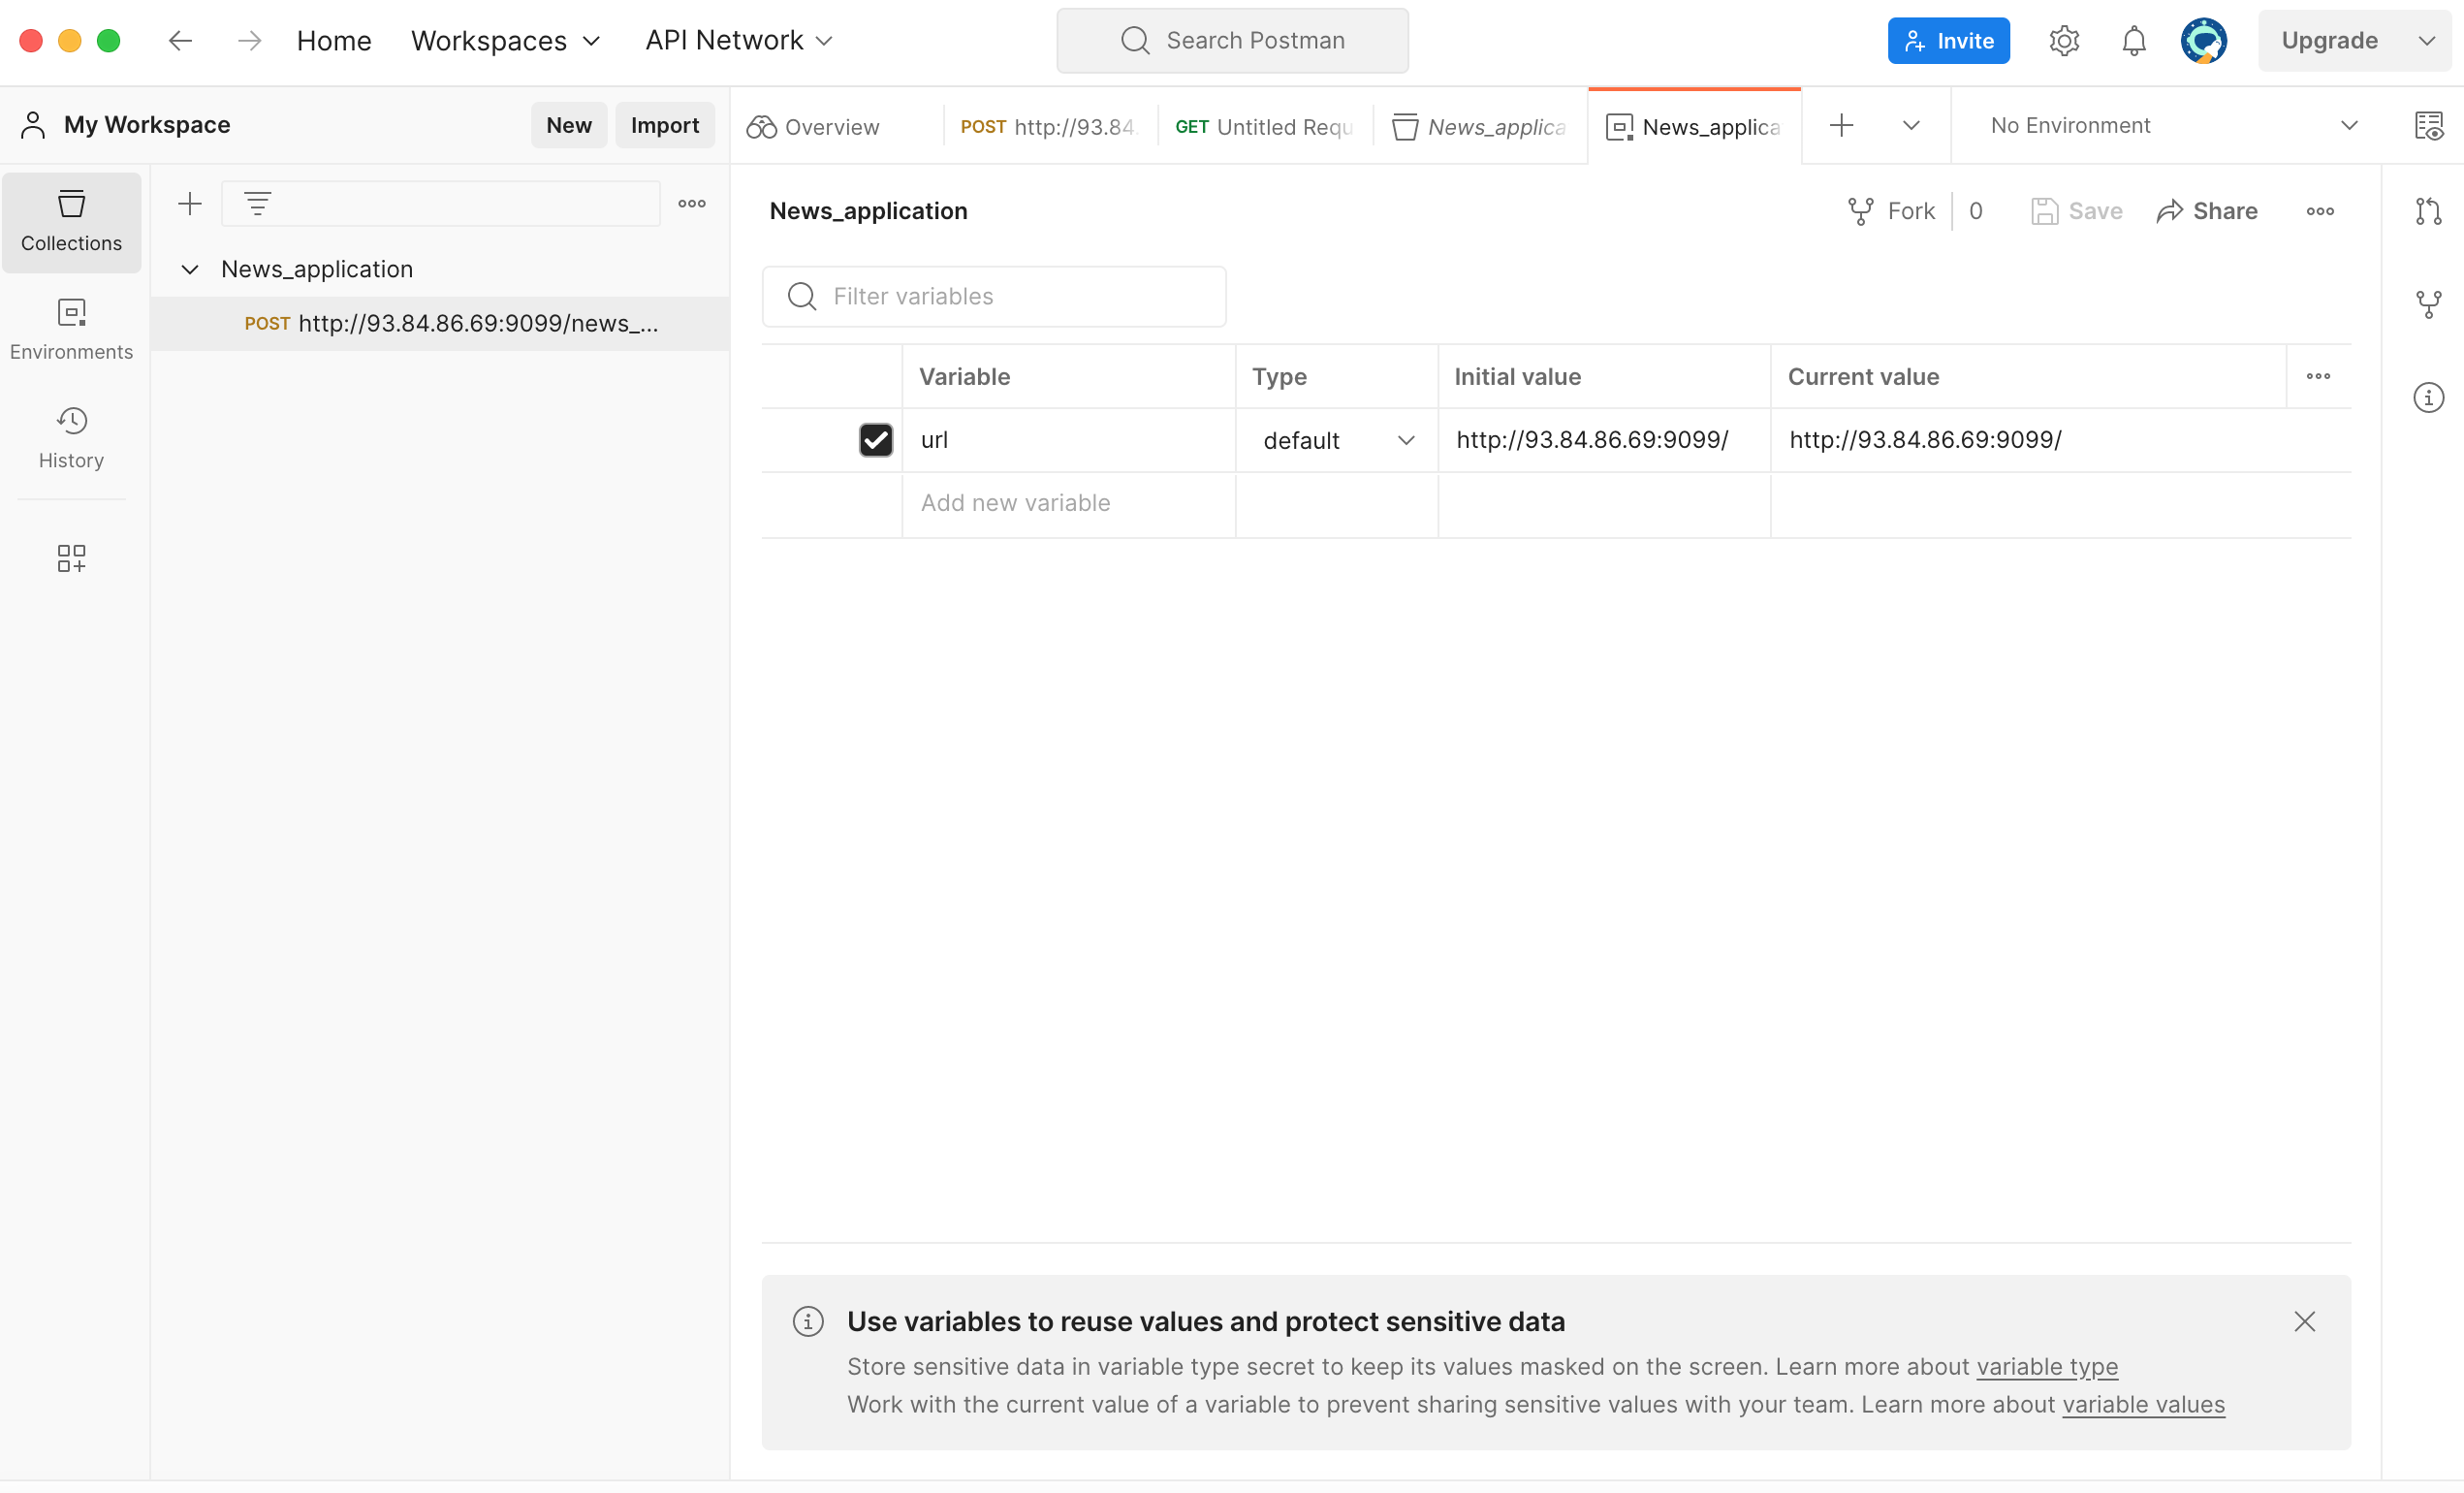 Home
Workspaces
API Network
Search Postman
Invite
Upgrade
My Workspace
New
Import
Overview
POST http://93.84.
GET Untitled Requ
News_applica
News_applica
No Environment
Collections
Environments
History
News_application
POST http://93.84.86.69:9099/news_...
News_application
Fork
0
Save
Share
Filter variables
Variable
Type
Initial value
Current value
url
default
http://93.84.86.69:9099/
http://93.84.86.69:9099/
Add new variable
Use variables to reuse values and protect sensitive data
Store sensitive data in variable type secret to keep its values masked on the screen. Learn more about variable type
Work with the current value of a variable to prevent sharing sensitive values with your team. Learn more about variable values